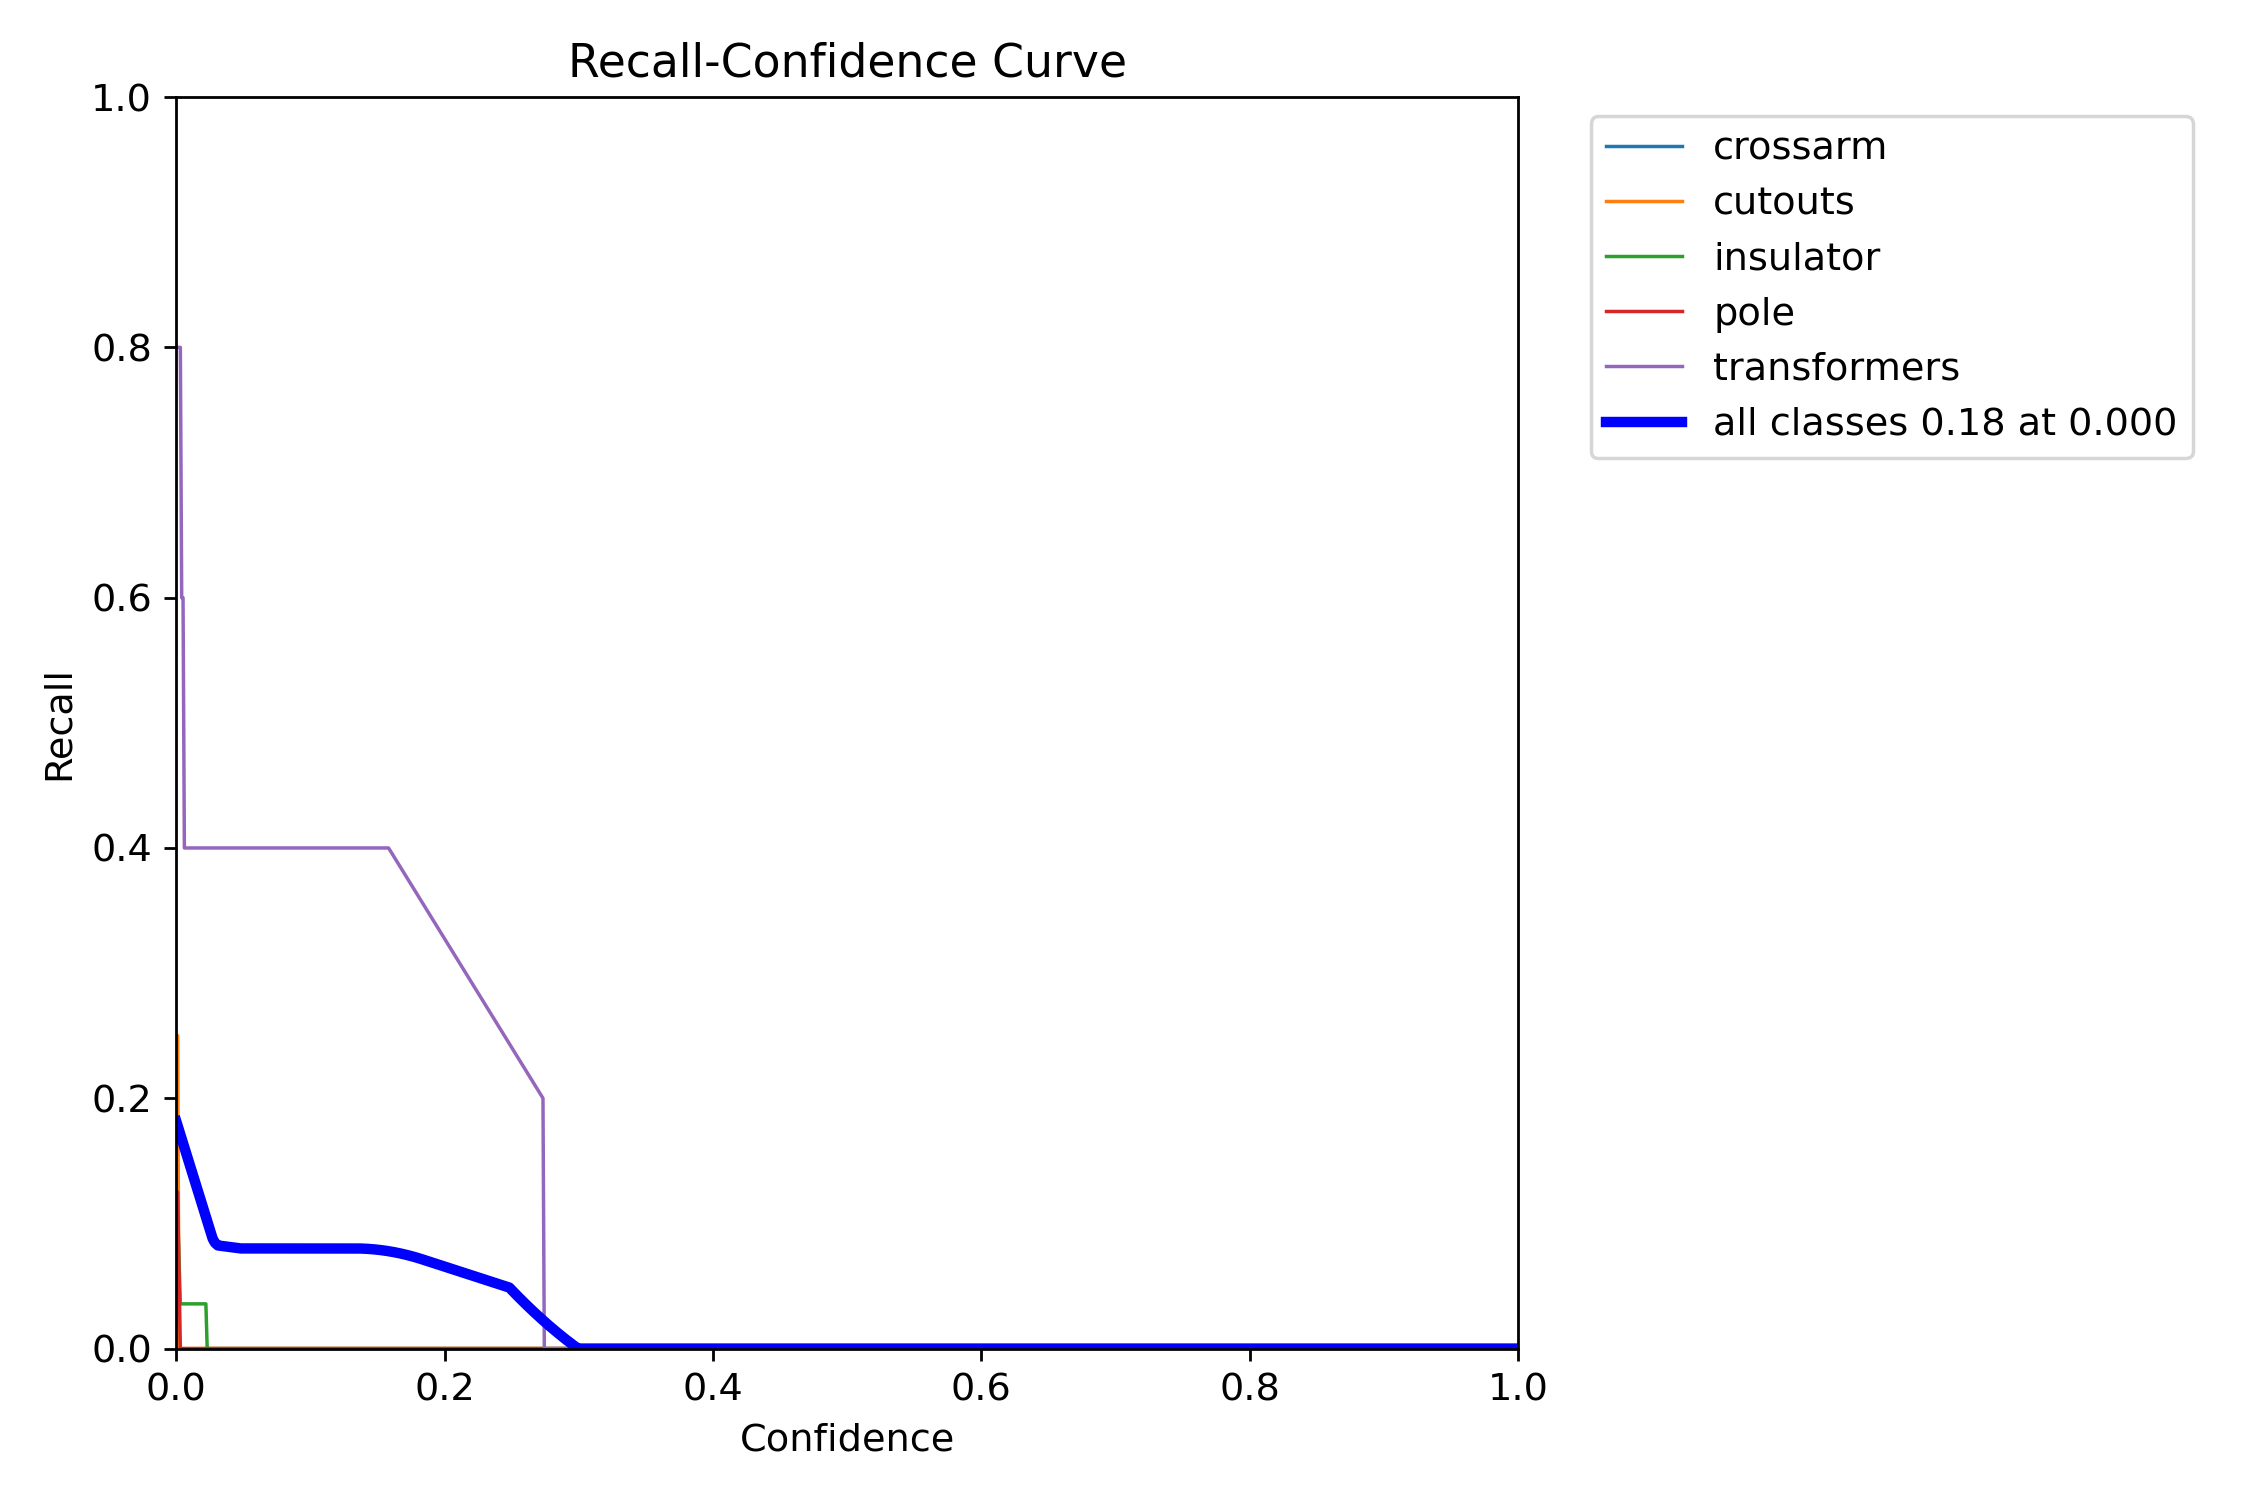 Recall-Confidence Curve
1.0
0.8
0.6
0.4
0.2
0.0
Recall
0.0 0.2 0.4 0.6 0.8 1.0
Confidence
crossarm
cutouts
insulator
pole
transformers
all classes 0.18 at 0.000